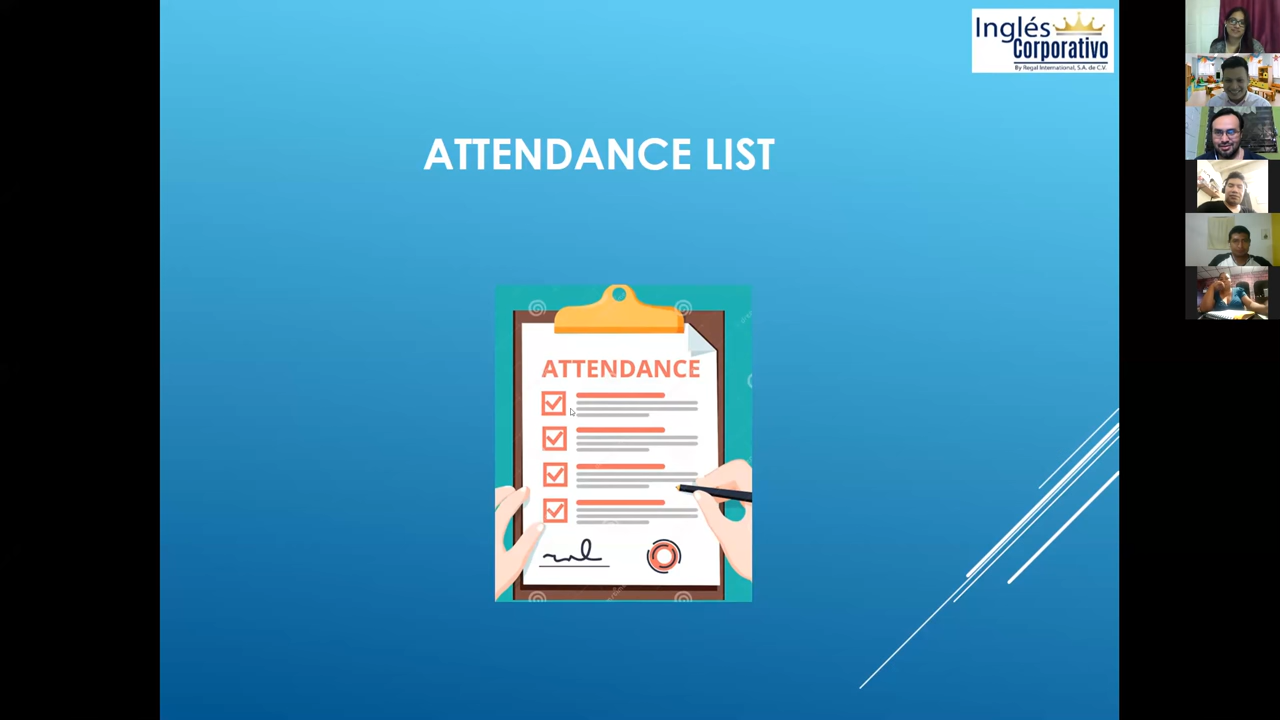 Inglés
Corporativo
By Regal International, S.A. de C.V.
ATTENDANCE LIST
ATTENDANCE